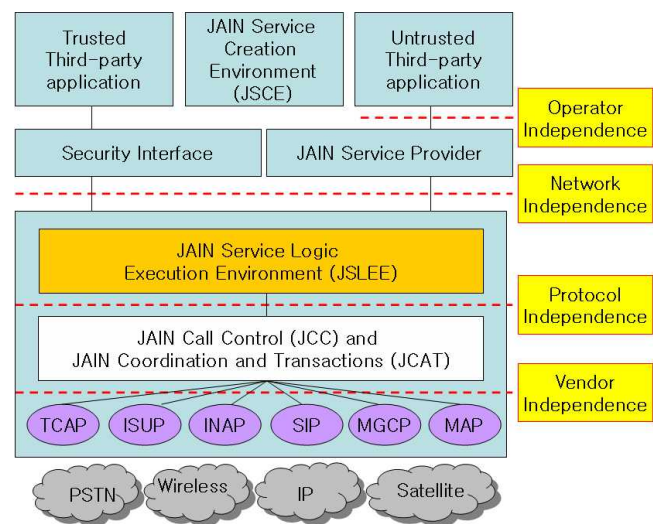 Trusted
Third-party
application
JAIN Service
Creation
Environment
(JSCE)
Untrusted
Third-party
application
Operator
Independence
Security Interface
JAIN Service Provider
Network
Independence
JAIN Service Logic
Execution Environment (JSLEE)
Protocol
Independence
JAIN Call Control (JCC) and
JAIN Coordination and Transactions (JCAT)
Vendor
Independence
TCAP
ISUP
INAP
SIP
MGCP
MAP
PSTN
Wireless
IP
Satellite